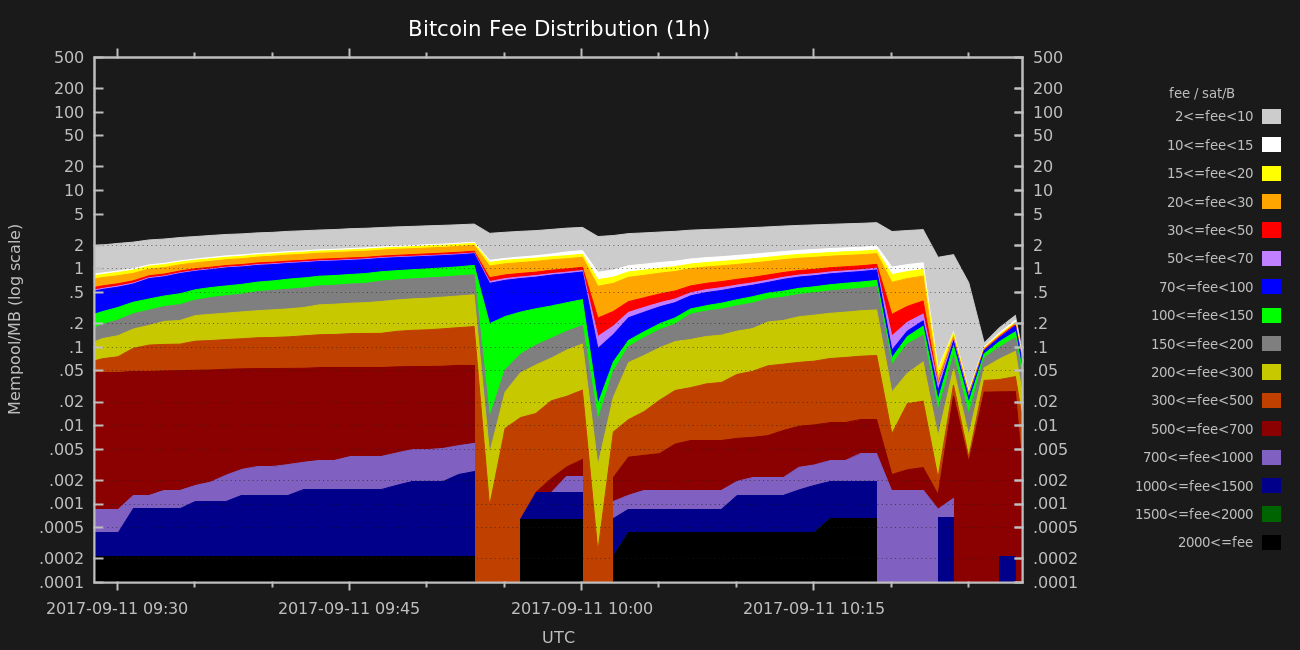 Bitcoin Fee Distribution (1h)
500 500
200 200
100 100
50 50
20 20
10 10
5 5
2 2
1 1
.5 .5
.2 .2
.1 .1
.05 .05
.02 .02
.01 .01
.005 .005
.002 .002
.001 .001
.0005 .0005
.0002 .0002
.0001 .0001
Mempool/MB (log scale)
2017-09-11 09:30 2017-09-11 09:45 2017-09-11 10:00 2017-09-11 10:15
UTC
fee / sat/B
2<=fee<10
10<=fee<15
15<=fee<20
20<=fee<30
30<=fee<50
50<=fee<70
70<=fee<100
100<=fee<150
150<=fee<200
200<=fee<300
300<=fee<500
500<=fee<700
700<=fee<1000
1000<=fee<1500
1500<=fee<2000
2000<=fee